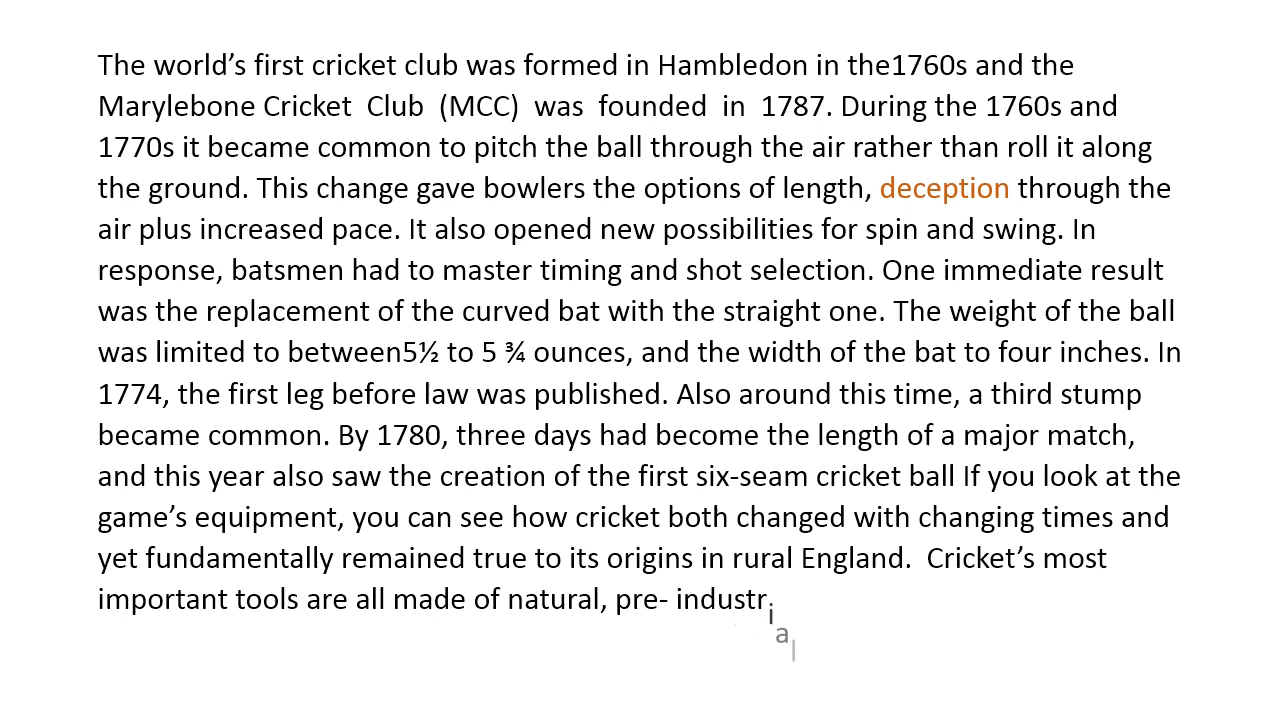 The world’s first cricket club was formed in Hambledon in the1760s and the
Marylebone Cricket  Club  (MCC)  was  founded  in  1787. During the 1760s and
1770s it became common to pitch the ball through the air rather than roll it along
the ground. This change gave bowlers the options of length, deception through the
air plus increased pace. It also opened new possibilities for spin and swing. In
response, batsmen had to master timing and shot selection. One immediate result
was the replacement of the curved bat with the straight one. The weight of the ball
was limited to between5½ to 5 ¾ ounces, and the width of the bat to four inches. In
1774, the first leg before law was published. Also around this time, a third stump
became common. By 1780, three days had become the length of a major match,
and this year also saw the creation of the first six-seam cricket ball If you look at the
game’s equipment, you can see how cricket both changed with changing times and
yet fundamentally remained true to its origins in rural England.  Cricket’s most
important tools are all made of natural, pre- industrial